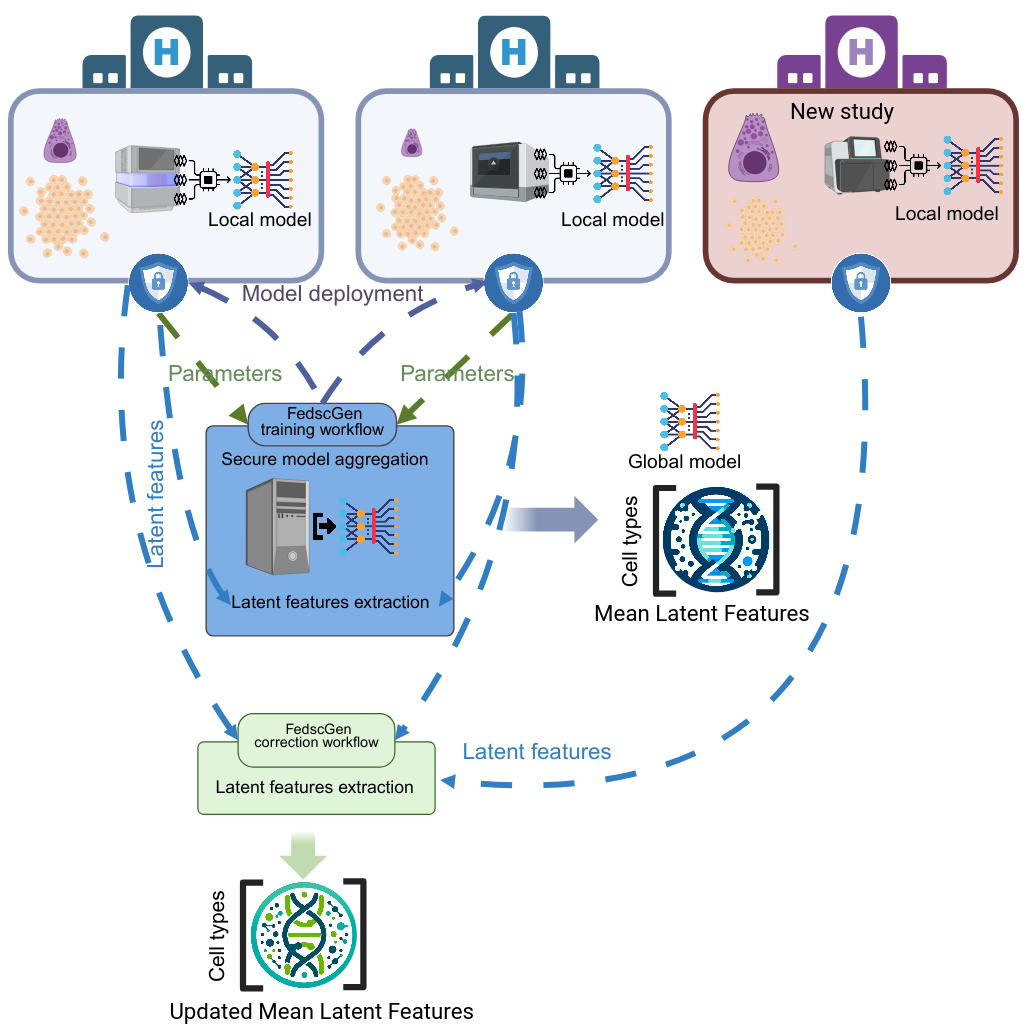 H
H
H
New study
Local model
Local model
Local model
Model deployment
Parameters
Parameters
Latent features
FedscGen
training workflow
Secure model aggregation
Latent features extraction
Global model
Cell types
Mean Latent Features
FedscGen
correction workflow
Latent features extraction
Latent features
Cell types
Updated Mean Latent Features